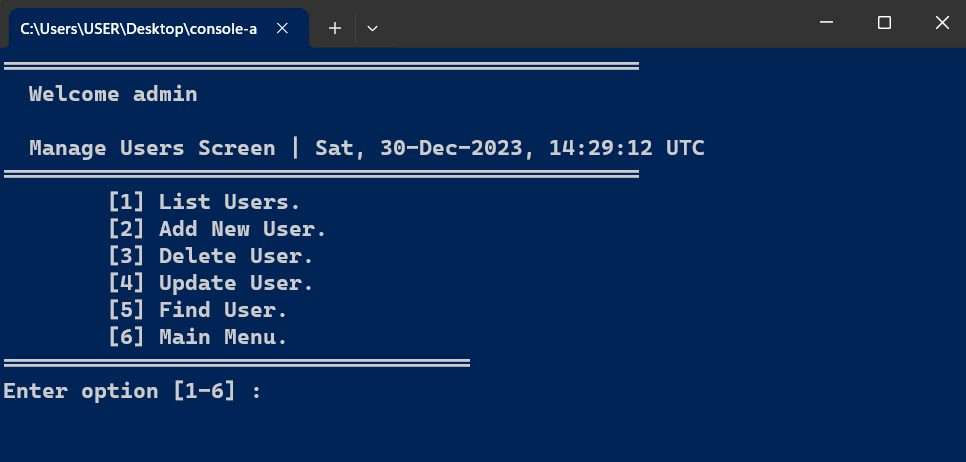 C:\Users\USER\Desktop\console-a
Welcome admin
Manage Users Screen | Sat, 30-Dec-2023, 14:29:12 UTC
[1] List Users.
[2] Add New User.
[3] Delete User.
[4] Update User.
[5] Find User.
[6] Main Menu.
Enter option [1-6] :